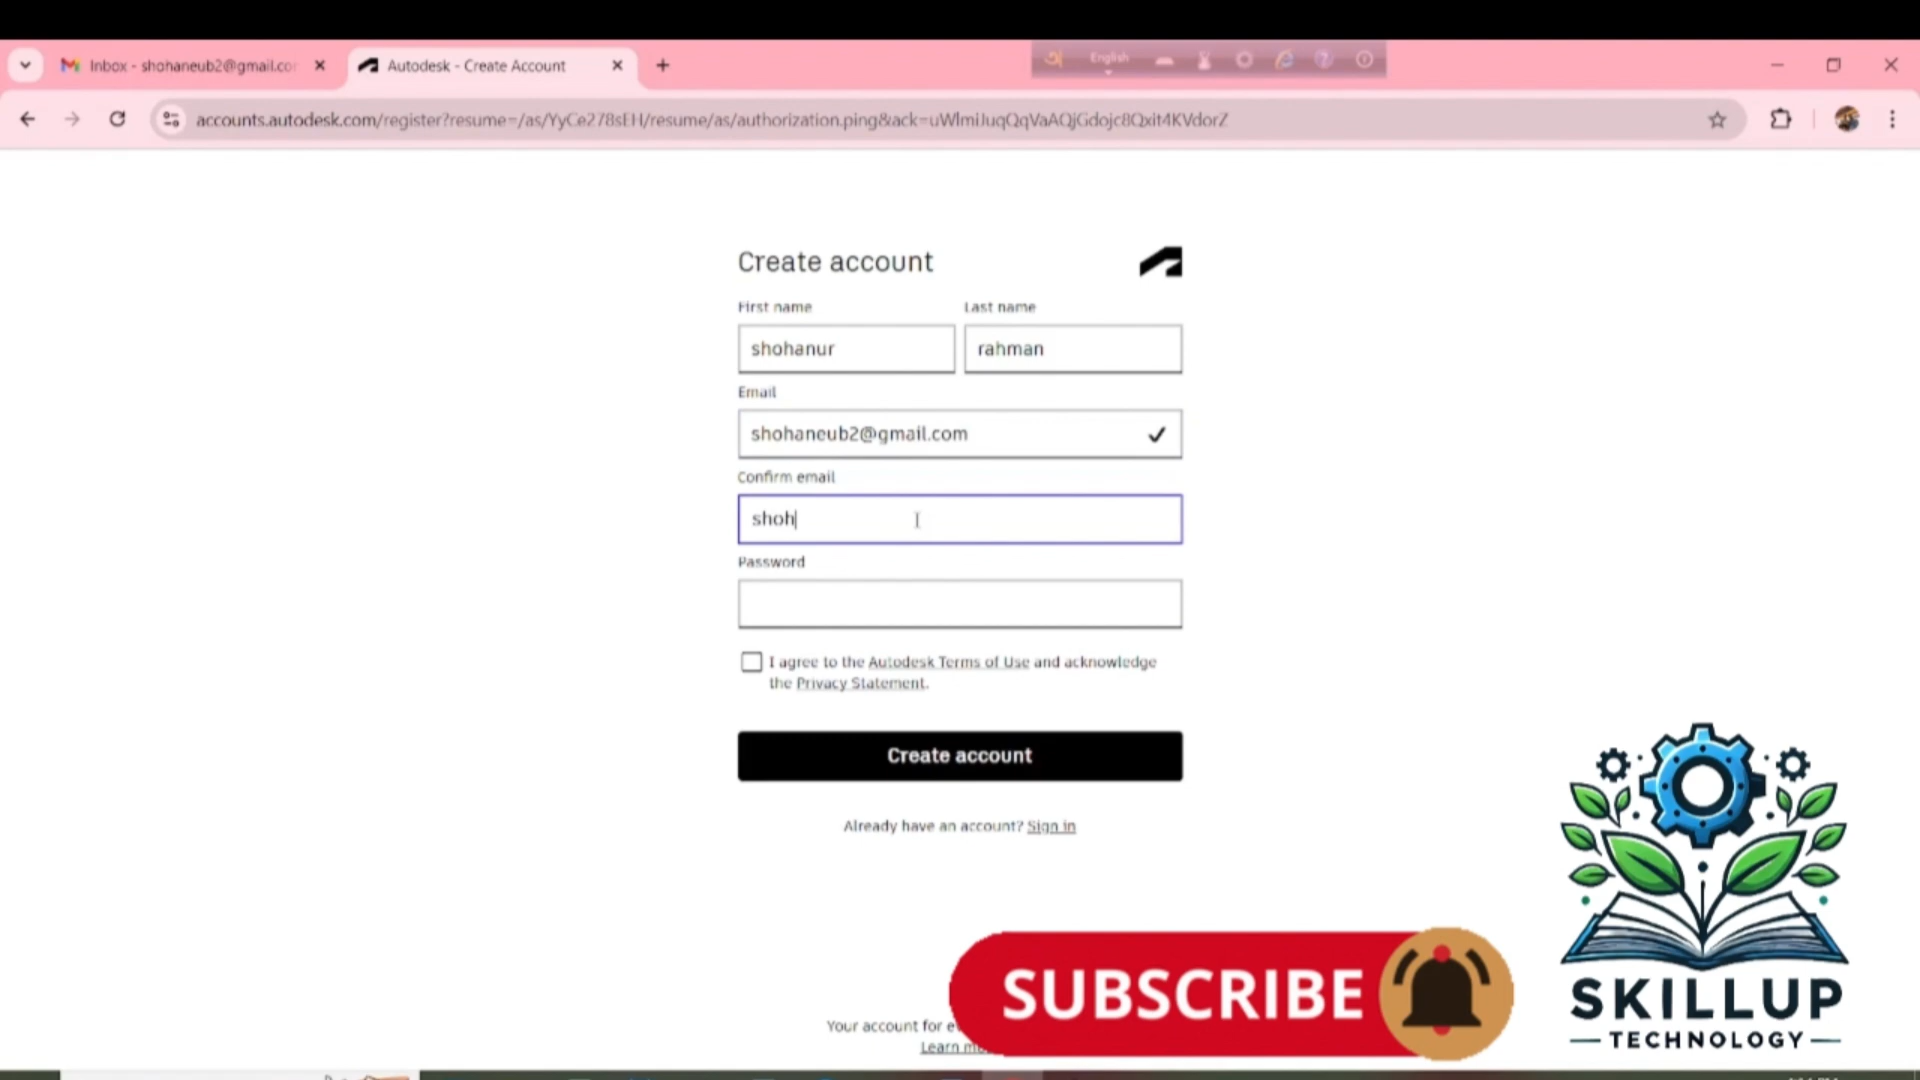 Inbox - shohaneub2@gmail.co
Autodesk - Create Account
English
accounts.autodesk.com/register?resume=/as/YyCe278sEH/resume/as/authorization.ping&ack=uWlmiJuqQqVaAQjGdojc8Qxit4KVdorZ
Create account
First name
Last name
shohanur
rahman
Email
shohaneub2@gmail.com
Confirm email
shoh
Password
I agree to the Autodesk Terms of Use and acknowledge
the Privacy Statement.
Create account
Already have an account? Sign in
Your account for
Learn
SUBSCRIBE
SKILLUP
TECHNOLOGY